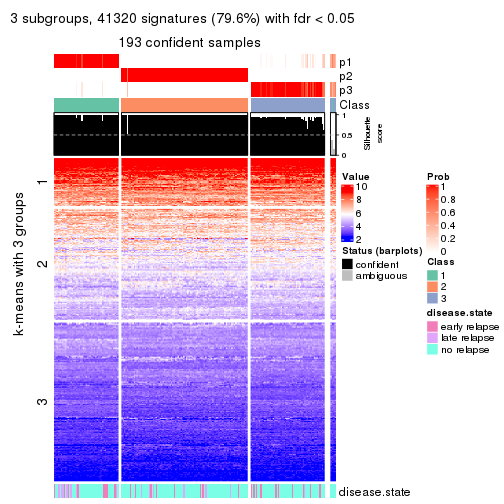 3 subgroups, 41320 signatures (79.6%) with fdr < 0.05
193 confident samples
p1
p2
p3
Class
1
0.5
0
Silhouette
score
k-means with 3 groups
1
2
3
Value
10
8
6
4
2
Status (barplots)
confident
ambiguous
Prob
1
0.8
0.6
0.4
0.2
0
Class
1
2
3
disease.state
early relapse
late relapse
no relapse
disease.state